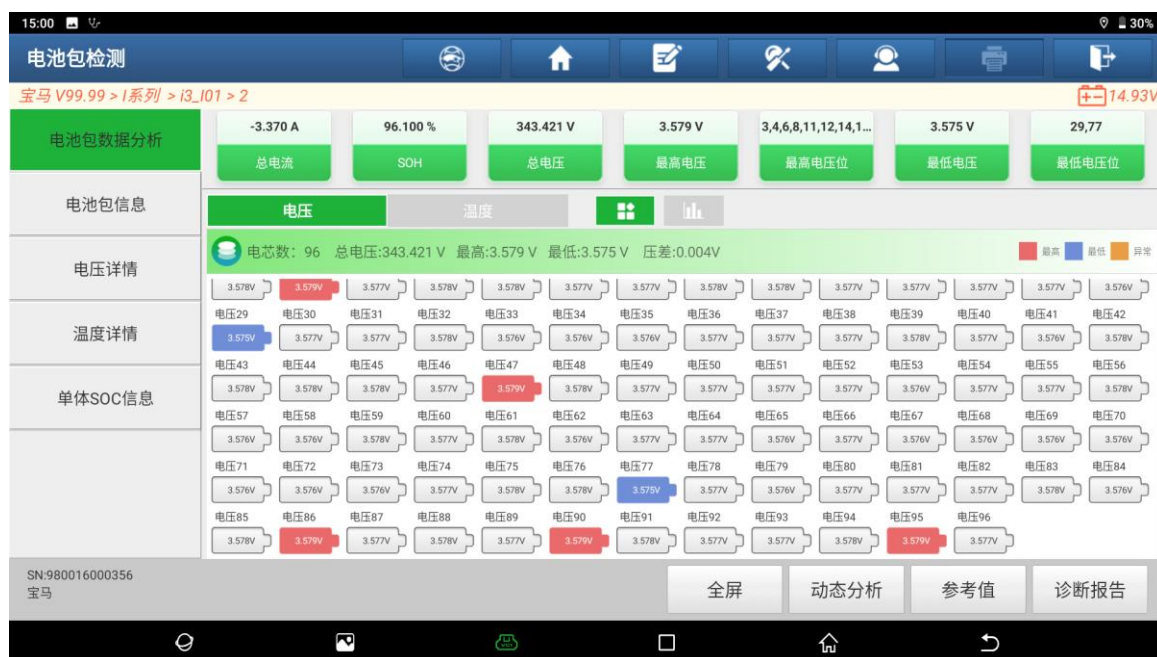 15:00 30%
电池包检测
宝马 V99.99 > I系列 > i3_I01 > 2 14.93V
电池包数据分析
电池包信息
电压详情
温度详情
单体SOC信息
-3.370 A 96.100 % 343.421 V 3.579 V 3,4,6,8,11,12,14,1... 3.575 V 29,77
总电流 SOH 总电压 最高电压 最高电压位 最低电压 最低电压位
电压 温度
电芯数：96 总电压:343.421 V 最高:3.579 V 最低:3.575 V 压差:0.004V 最高 最低 异常
3.578V 3.579V 3.577V 3.578V 3.578V 3.577V 3.577V 3.578V 3.578V 3.577V 3.577V 3.577V 3.577V 3.576V
电压29 电压30 电压31 电压32 电压33 电压34 电压35 电压36 电压37 电压38 电压39 电压40 电压41 电压42
3.575V 3.577V 3.577V 3.578V 3.576V 3.576V 3.576V 3.577V 3.577V 3.577V 3.578V 3.577V 3.576V 3.578V
电压43 电压44 电压45 电压46 电压47 电压48 电压49 电压50 电压51 电压52 电压53 电压54 电压55 电压56
3.578V 3.578V 3.578V 3.577V 3.579V 3.578V 3.577V 3.577V 3.577V 3.578V 3.576V 3.577V 3.577V 3.578V
电压57 电压58 电压59 电压60 电压61 电压62 电压63 电压64 电压65 电压66 电压67 电压68 电压69 电压70
3.576V 3.576V 3.578V 3.577V 3.578V 3.576V 3.577V 3.577V 3.576V 3.577V 3.576V 3.576V 3.576V 3.576V
电压71 电压72 电压73 电压74 电压75 电压76 电压77 电压78 电压79 电压80 电压81 电压82 电压83 电压84
3.576V 3.576V 3.576V 3.577V 3.578V 3.578V 3.575V 3.577V 3.576V 3.577V 3.577V 3.577V 3.578V 3.576V
电压85 电压86 电压87 电压88 电压89 电压90 电压91 电压92 电压93 电压94 电压95 电压96
3.578V 3.579V 3.577V 3.578V 3.577V 3.579V 3.578V 3.577V 3.577V 3.578V 3.579V 3.577V
SN:980016000356
宝马
全屏 动态分析 参考值 诊断报告